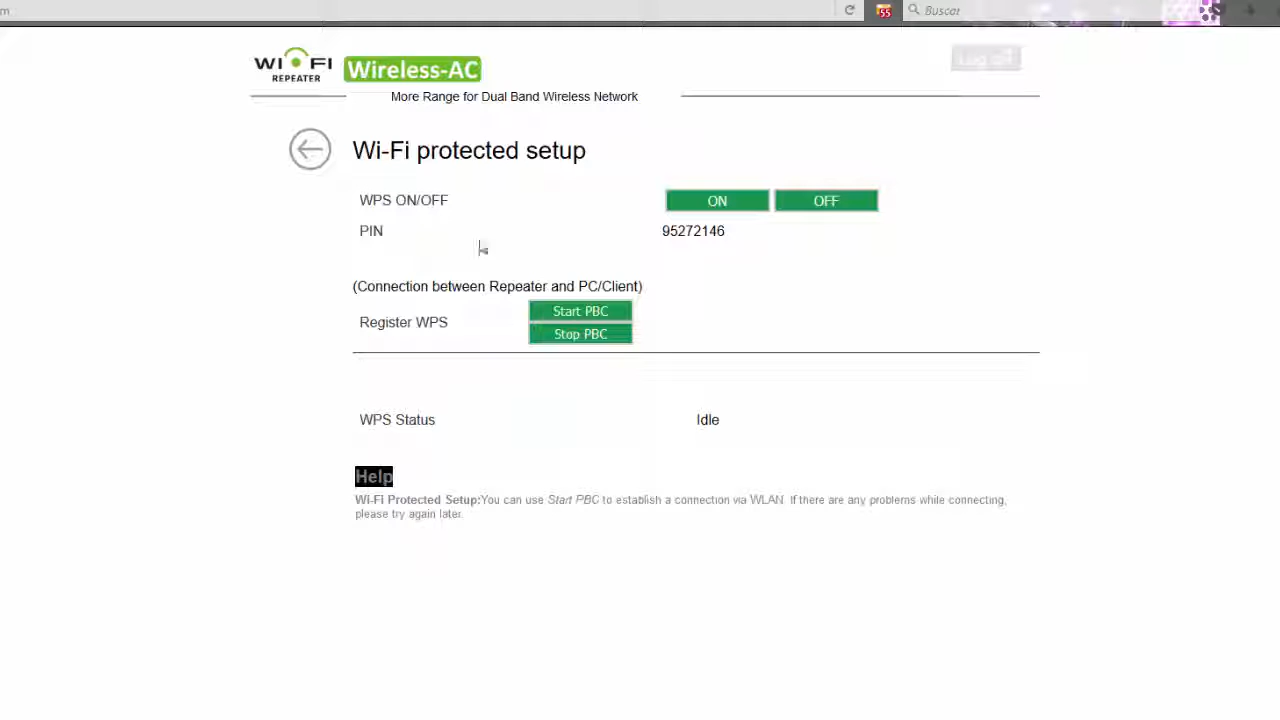 m
55
Buscar
WI FI
REPEATER
Wireless-AC
Log off
More Range for Dual Band Wireless Network
Wi-Fi protected setup
WPS ON/OFF
ON
OFF
PIN
95272146
(Connection between Repeater and PC/Client)
Register WPS
Start PBC
Stop PBC
WPS Status
Idle
Help
Wi-Fi Protected Setup:You can use Start PBC to establish a connection via WLAN. If there are any problems while connecting,
please try again later.